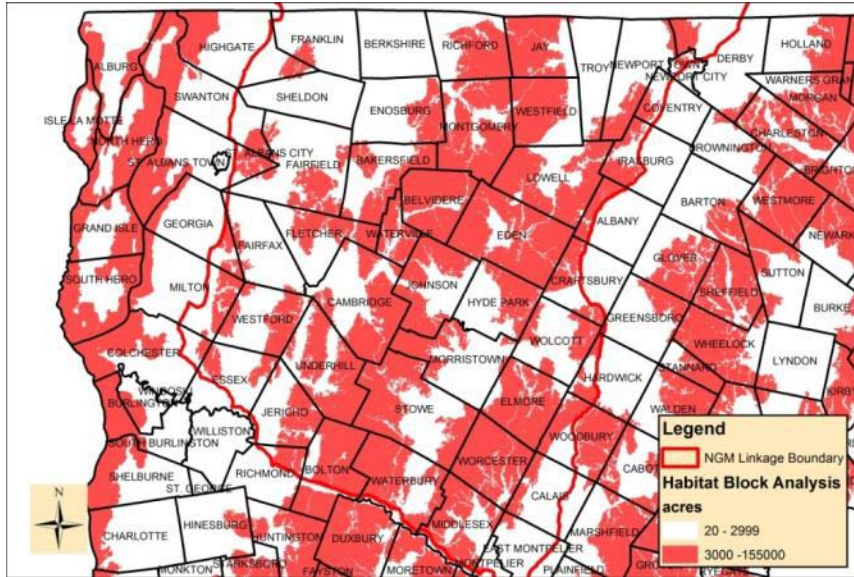 FRANKLIN
HIGHGATE
BERKSHIRE
RICHFORD
JAY
TROY
NEWPORT TOWN
DERBY
HOLLAND
NEWPORT CITY
ALBURG
SWANTON
SHELDON
ENOSBURG
WESTFIELD
COVENTRY
MORGAN
ISLE LA MOTTE
NORTH HERO
MONTGOMERY
CHARLESTON
BROWNINGTON
ST. ALBANS TOWN
ST. ALBANS CITY
FAIRFIELD
BAKERSFIELD
IRASBURG
LOWELL
BELVIDERE
BARTON
WESTMORE
GRAND ISLE
GEORGIA
FLETCHER
WATERVILLE
EDEN
ALBANY
FAIRFAX
GLOVER
SUTTON
SOUTH HERO
MILTON
JOHNSON
CRAFTSBURY
SHEFFIELD
CAMBRIDGE
HYDE PARK
BURKE
WESTFORD
GREENSBORO
COLCHESTER
WOLCOTT
WHEELOCK
UNDERHILL
MORRISTOWN
LYNDON
ESSEX
HARDWICK
STANNARD
BURLINGTON
JERICHO
STOWE
ELMORE
WALDEN
WILLISTON
SOUTH BURLINGTON
WOODBURY
SHELBURNE
RICHMOND
BOLTON
WATERBURY
WORCESTER
ST. GEORGE
CALAIS
CHARLOTTE
HINESBURG
HUNTINGTON
DUXBURY
MIDDLESEX
MARSHFIELD
EAST MONTPELIER
MONKTON
STARKSBORO
FAYSTON
MORETOWN
PLAINFIELD
N
Legend
NGM Linkage Boundary
Habitat Block Analysis
acres
20 - 2999
3000 -155000